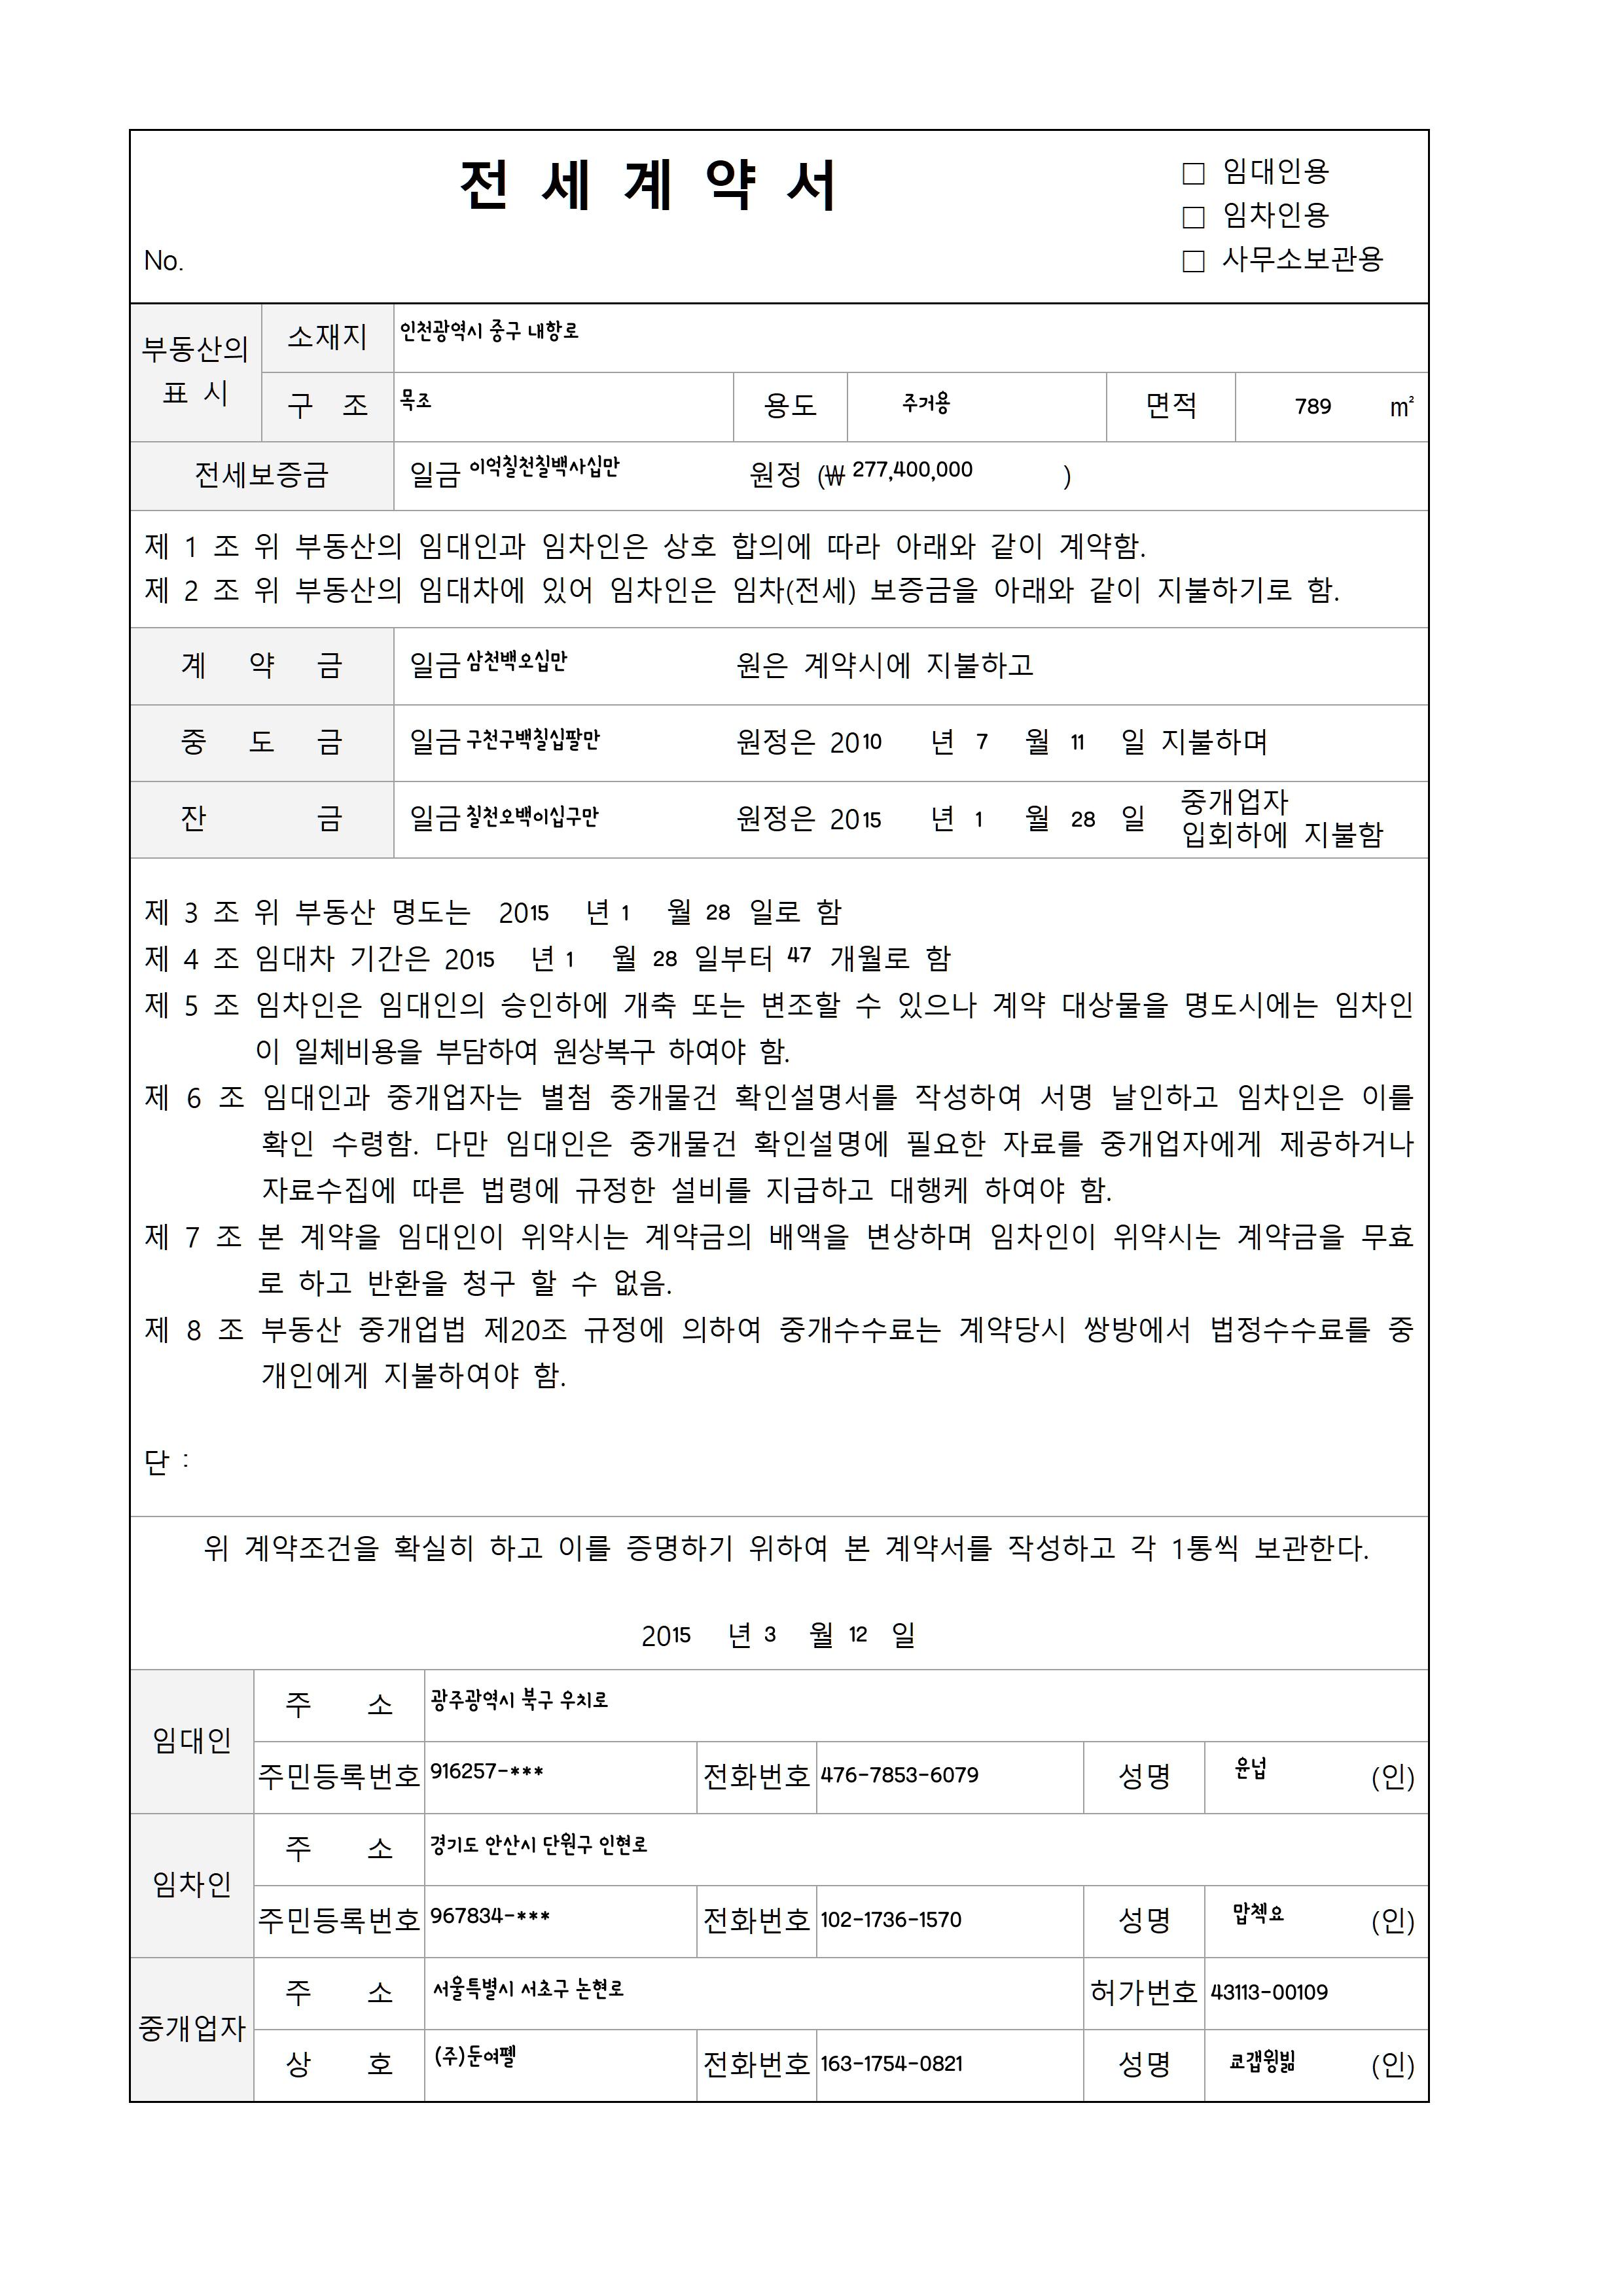 전 세 계 약 서
□ 임대인용
□ 임차인용
□ 사무소보관용
No.
부동산의 표 시
소재지 인천광역시 중구 내항로
구 조 목조 용도 주거용 면적 789 ㎡
전세보증금 일금 이억칠천칠백사십만 원정 (₩ 277,400,000 )
제 1 조 위 부동산의 임대인과 임차인은 상호 합의에 따라 아래와 같이 계약함.
제 2 조 위 부동산의 임대차에 있어 임차인은 임차(전세) 보증금을 아래와 같이 지불하기로 함.
계 약 금 일금 삼천백오십만 원은 계약시에 지불하고
중 도 금 일금 구천구백칠십팔만 원정은 2010 년 7 월 11 일 지불하며
잔 금 일금 칠천오백이십구만 원정은 2015 년 1 월 28 일 중개업자
입회하에 지불함
제 3 조 위 부동산 명도는 2015 년 1 월 28 일로 함
제 4 조 임대차 기간은 2015 년 1 월 28 일부터 47 개월로 함
제 5 조 임차인은 임대인의 승인하에 개축 또는 변조할 수 있으나 계약 대상물을 명도시에는 임차인
이 일체비용을 부담하여 원상복구 하여야 함.
제 6 조 임대인과 중개업자는 별첨 중개물건 확인설명서를 작성하여 서명 날인하고 임차인은 이를
확인 수령함. 다만 임대인은 중개물건 확인설명에 필요한 자료를 중개업자에게 제공하거나
자료수집에 따른 법령에 규정한 설비를 지급하고 대행케 하여야 함.
제 7 조 본 계약을 임대인이 위약시는 계약금의 배액을 변상하며 임차인이 위약시는 계약금을 무효
로 하고 반환을 청구 할 수 없음.
제 8 조 부동산 중개업법 제20조 규정에 의하여 중개수수료는 계약당시 쌍방에서 법정수수료를 중
개인에게 지불하여야 함.
단 :
위 계약조건을 확실히 하고 이를 증명하기 위하여 본 계약서를 작성하고 각 1통씩 보관한다.
2015 년 3 월 12 일
임대인
주 소 광주광역시 북구 우치로
주민등록번호 916257-*** 전화번호 476-7853-6079 성명 윤넙 (인)
임차인
주 소 경기도 안산시 단원구 인현로
주민등록번호 967834-*** 전화번호 102-1736-1570 성명 맙첵요 (인)
중개업자
주 소 서울특별시 서초구 논현로 허가번호 43113-00109
상 호 (주)둔여폘 전화번호 163-1754-0821 성명 (인)